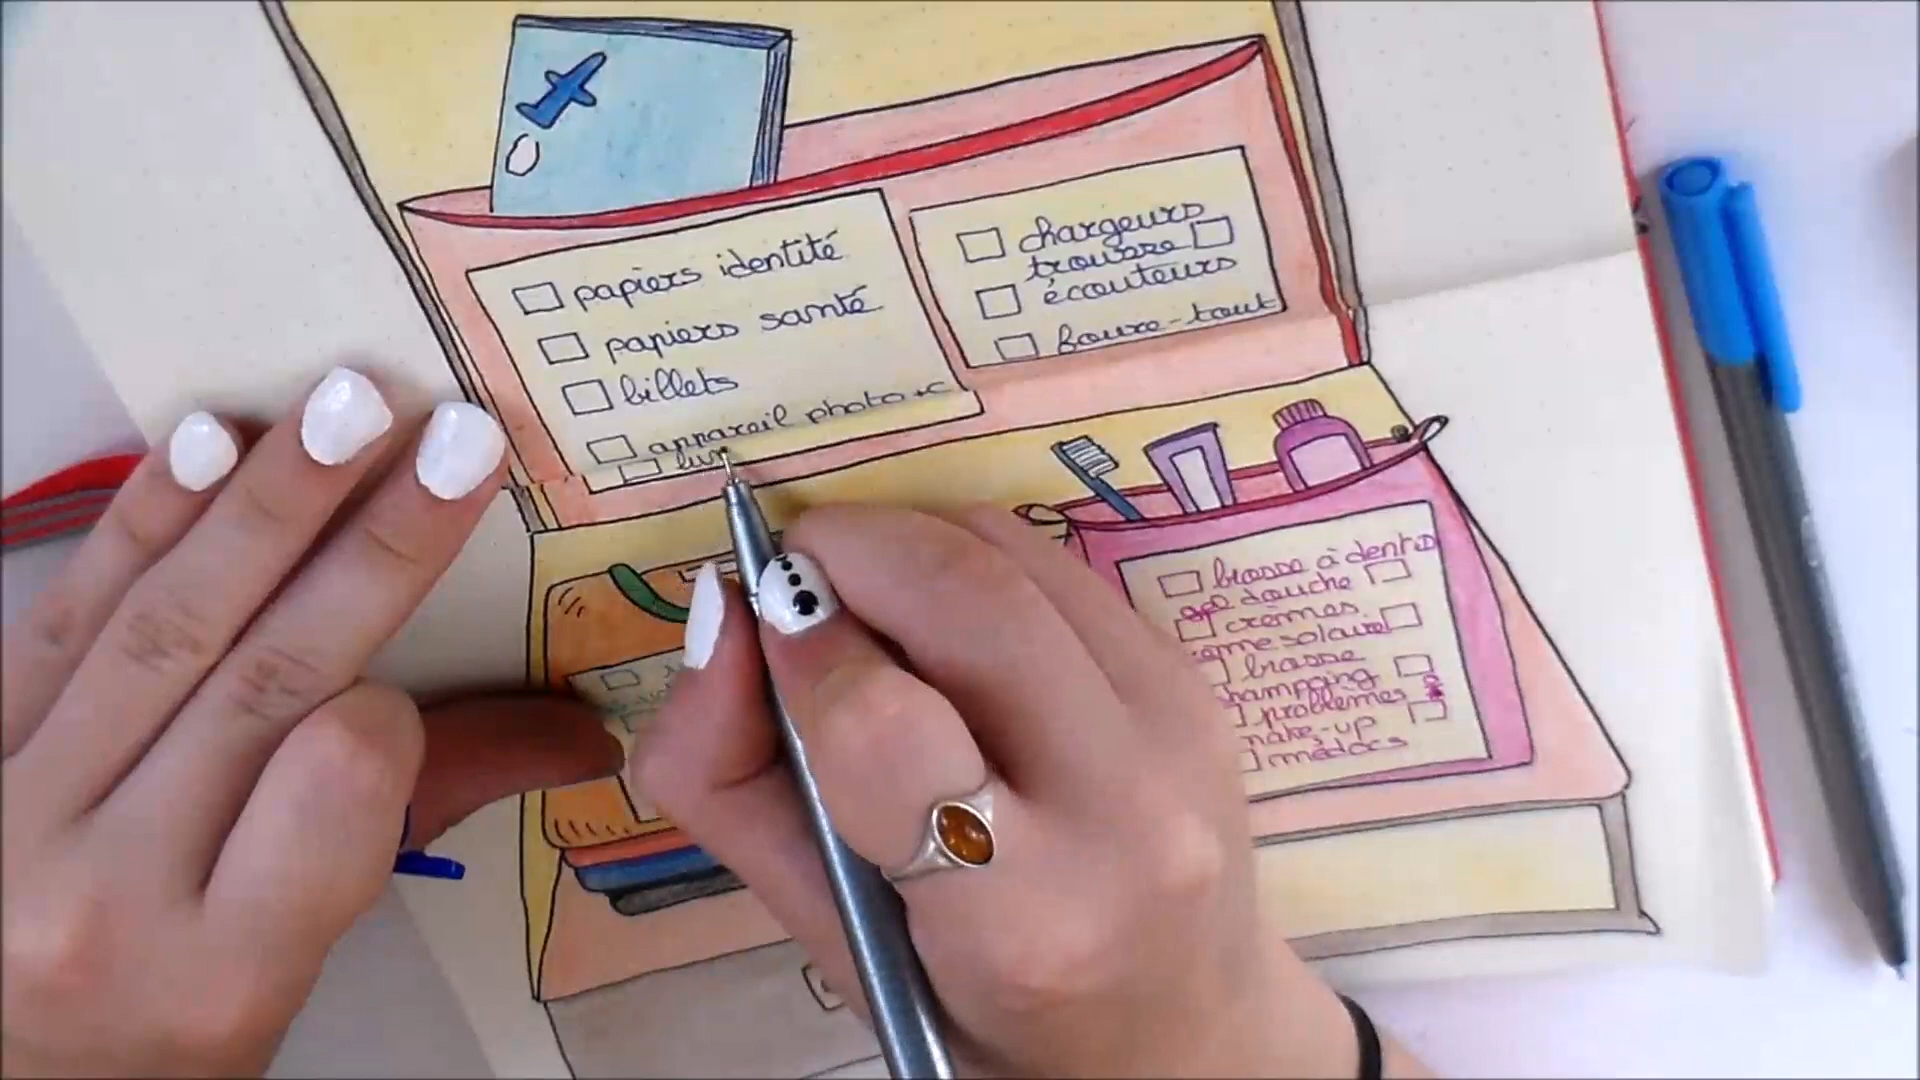 papiers identité
papiers santé
billets
appareil photo + c
chargeurs
trousse
écouteurs
foure-tout
brosse à dents
gel douche
crèmes
crème solaire
brosse
shampoing
problèmes
make-up
médocs